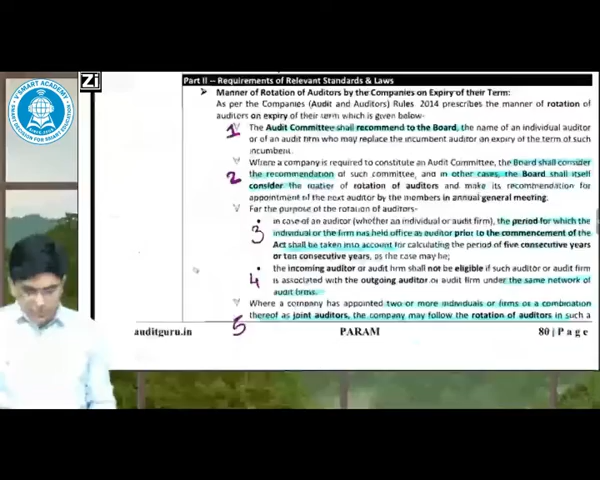 V SMART ACADEMY
Zi
Part II – Requirements of Relevant Standards & Laws
Manner of Rotation of Auditors by the Companies on Expiry of their Term:
As per the Companies (Audit and Auditors) Rules 2014 prescribes the manner of rotation of
auditors on expiry of their term which is given below-
1 The Audit Committee shall recommend to the Board, the name of an individual auditor
or of an audit firm who may replace the incumbent auditor on expiry of the term of such
incumbent.
Where a company is required to constitute an Audit Committee, the Board shall consider
2 the recommendation of such committee, and in other cases, the Board shall itself
consider the matter of rotation of auditors and make its recommendation for
appointment of the next auditor by the members in annual general meeting.
For the purpose of the rotation of auditors-
• in case of an auditor (whether an individual or audit firm), the period for which the
3 individual or the firm has held office as auditor prior to the commencement of the
Act shall be taken into account for calculating the period of five consecutive years
or ten consecutive years, as the case may be;
• the incoming auditor or audit firm shall not be eligible if such auditor or audit firm
4 is associated with the outgoing auditor or audit firm under the same network of
audit firms.
Where a company has appointed two or more individuals or firms or a combination
5 thereof as joint auditors, the company may follow the rotation of auditors in such a
auditguru.in PARAM 80 | Page